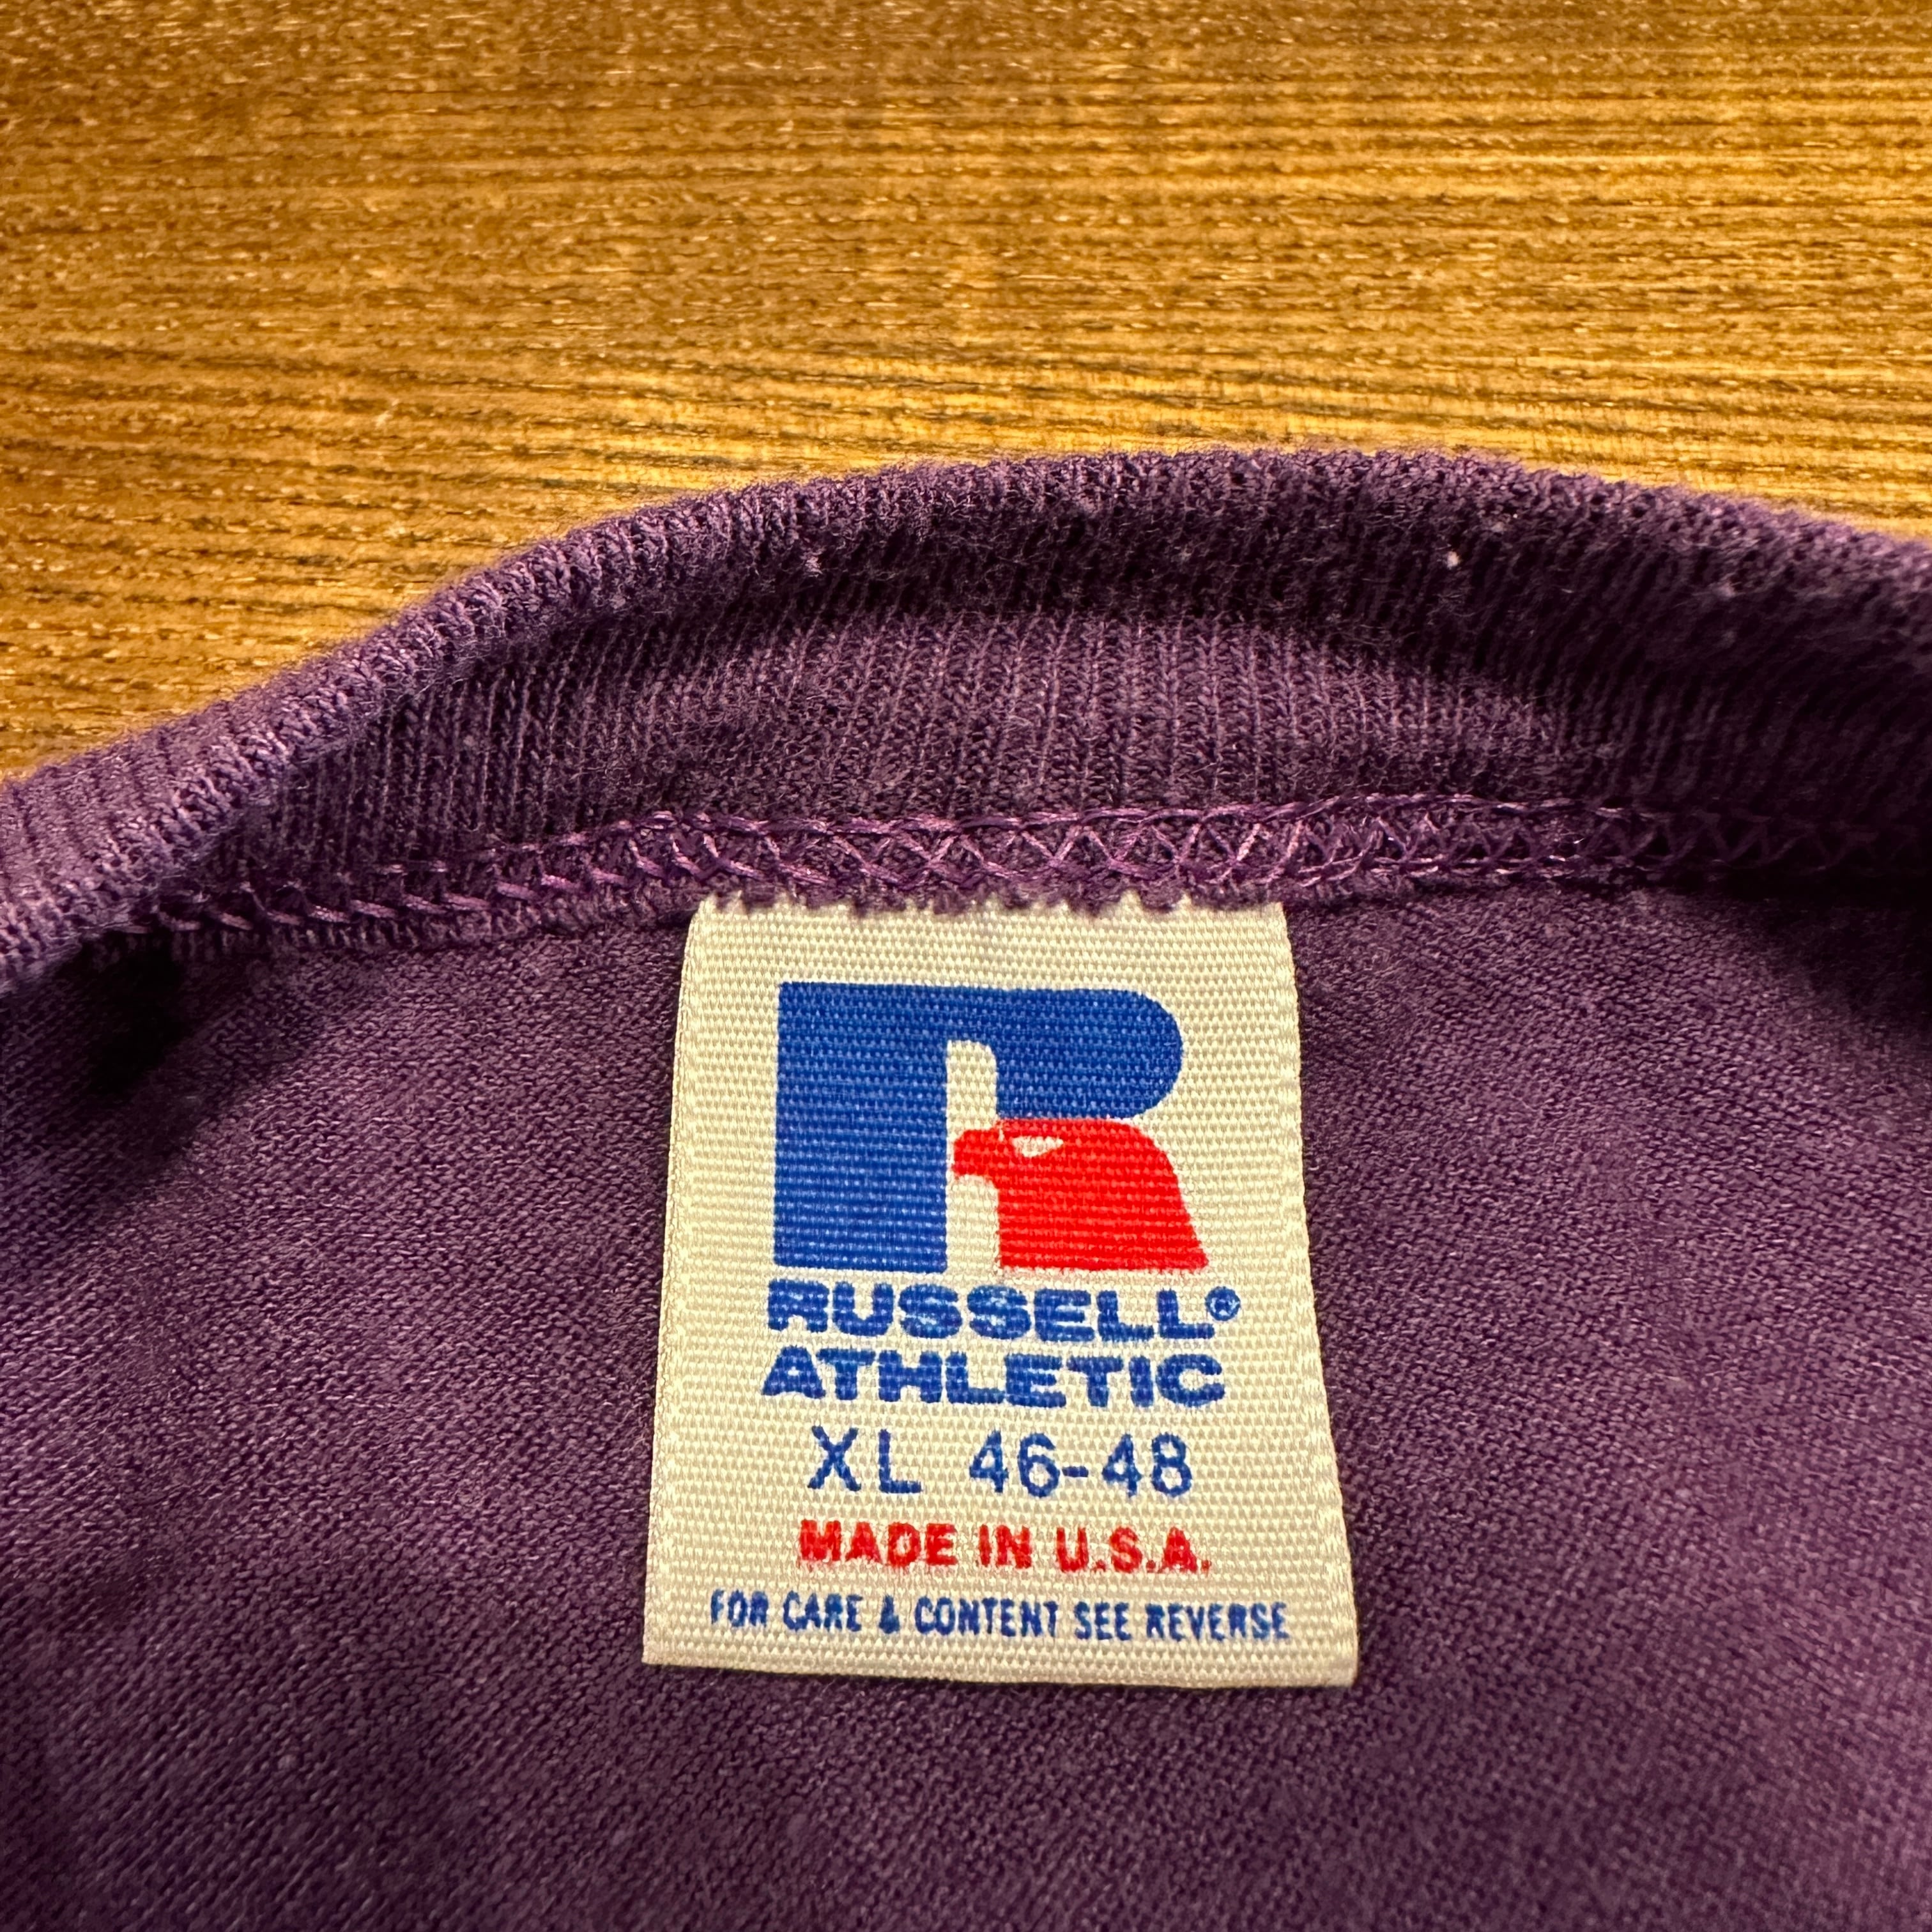 RUSSELL®
ATHLETIC
XL 46-48
MADE IN U.S.A.
FOR CARE & CONTENT SEE REVERSE